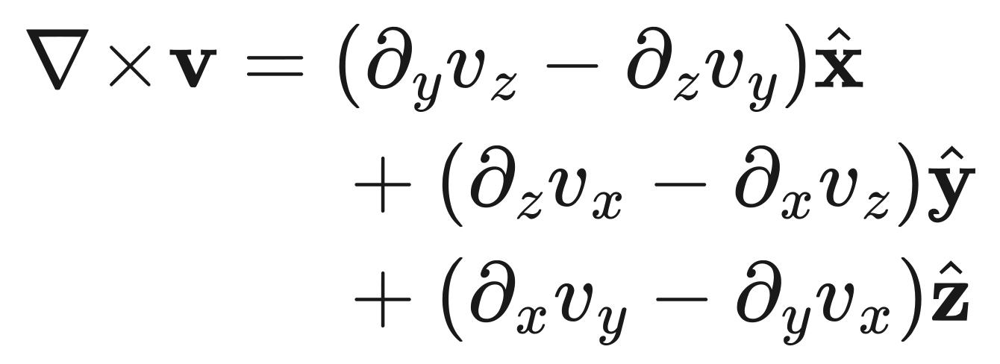 ∇ × 𝐯 = (∂_y v_z − ∂_z v_y)𝐱̂
+ (∂_z v_x − ∂_x v_z)𝐲̂
+ (∂_x v_y − ∂_y v_x)𝐳̂